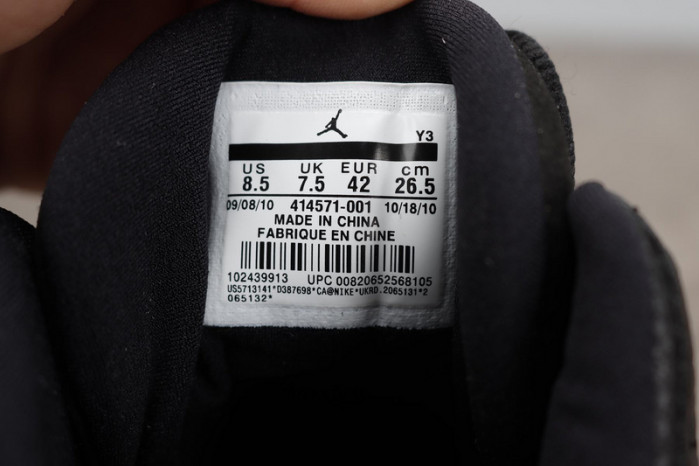 Y3
US UK EUR cm
8.5 7.5 42 26.5
09/08/10 414571-001 10/18/10
MADE IN CHINA
FABRIQUE EN CHINE
102439913 UPC 00820652568105
US5713141*D387698*CA@NIKE*UKRD.2065131*2
065132*